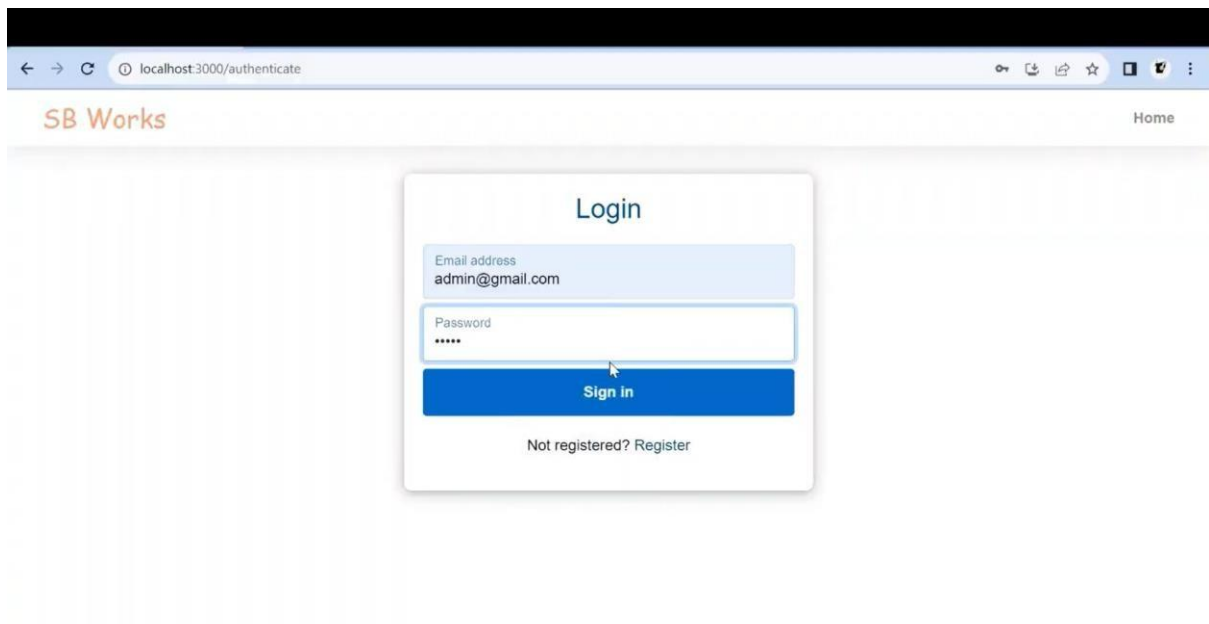 localhost:3000/authenticate
SB Works
Home
Login
Email address
admin@gmail.com
Password
•••••
Sign in
Not registered? Register